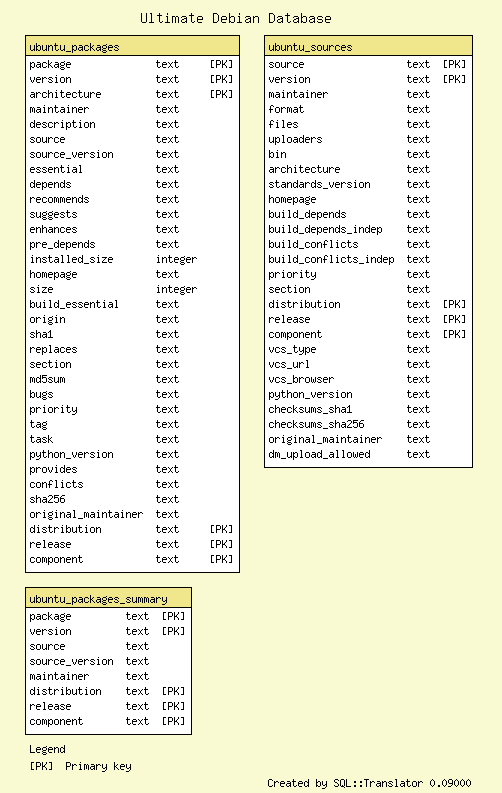 Ultimate Debian Database
ubuntu_packages
package text [PK]
version text [PK]
architecture text [PK]
maintainer text
description text
source text
source_version text
essential text
depends text
recommends text
suggests text
enhances text
pre_depends text
installed_size integer
homepage text
size integer
build_essential text
origin text
sha1 text
replaces text
section text
md5sum text
bugs text
priority text
tag text
task text
python_version text
provides text
conflicts text
sha256 text
original_maintainer text
distribution text [PK]
release text [PK]
component text [PK]
ubuntu_sources
source text [PK]
version text [PK]
maintainer text
format text
files text
uploaders text
bin text
architecture text
standards_version text
homepage text
build_depends text
build_depends_indep text
build_conflicts text
build_conflicts_indep text
priority text
section text
distribution text [PK]
release text [PK]
component text [PK]
vcs_type text
vcs_url text
vcs_browser text
python_version text
checksums_sha1 text
checksums_sha256 text
original_maintainer text
dm_upload_allowed text
ubuntu_packages_summary
package text [PK]
version text [PK]
source text
source_version text
maintainer text
distribution text [PK]
release text [PK]
component text [PK]
Legend
[PK] Primary key
Created by SQL::Translator 0.09000